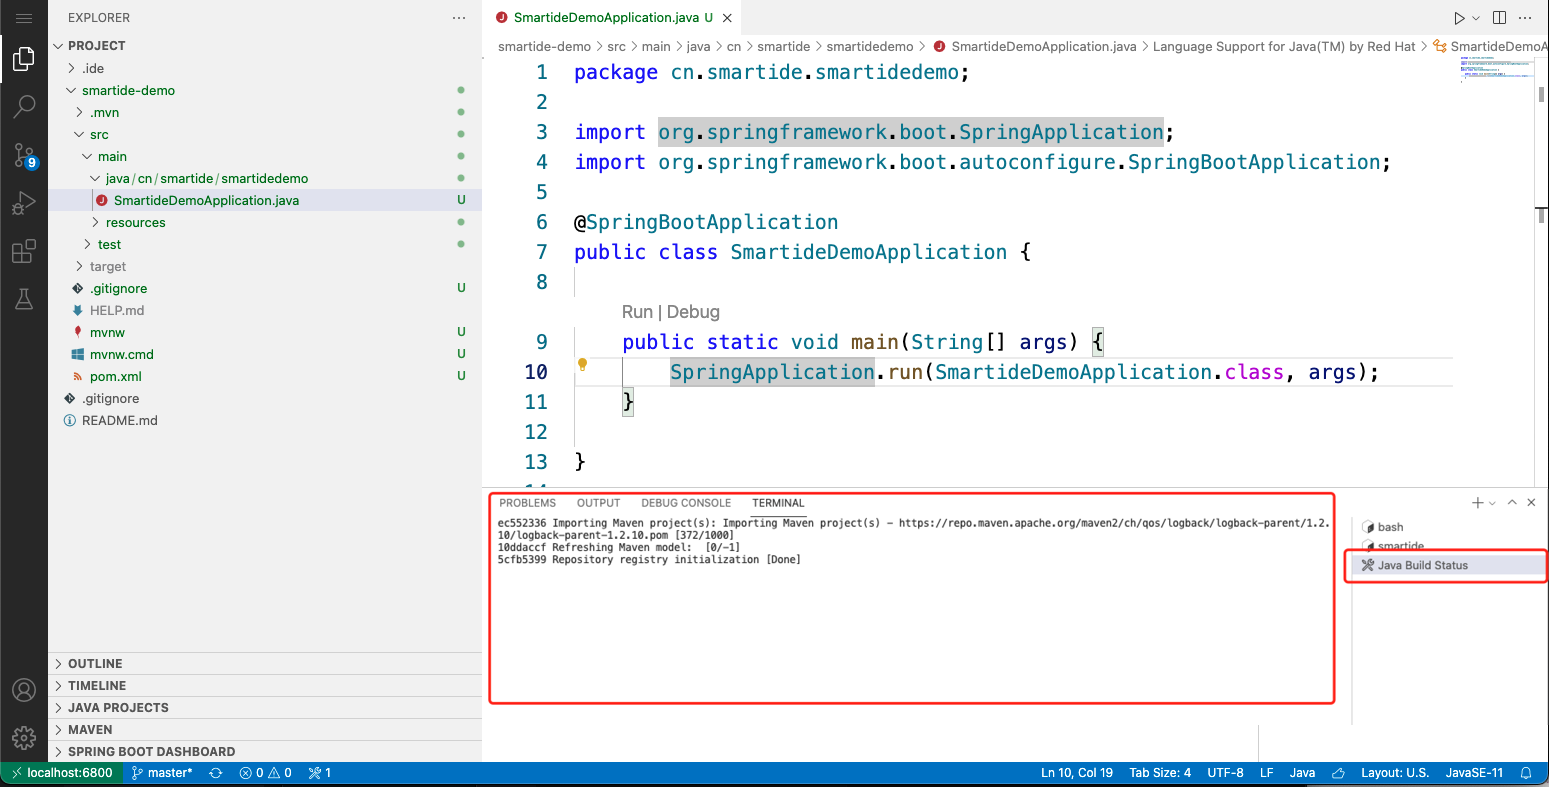 EXPLORER
PROJECT
.ide
smartide-demo
.mvn
src
main
java/cn/smartide/smartidedemo
SmartideDemoApplication.java U
resources
test
target
.gitignore U
HELP.md
mvnw U
mvnw.cmd U
pom.xml U
.gitignore
README.md
OUTLINE
TIMELINE
JAVA PROJECTS
MAVEN
SPRING BOOT DASHBOARD
9
SmartideDemoApplication.java U
smartide-demo > src > main > java > cn > smartide > smartidedemo > SmartideDemoApplication.java > Language Support for Java(TM) by Red Hat > SmartideDemoA
1 package cn.smartide.smartidedemo;
2
3 import org.springframework.boot.SpringApplication;
4 import org.springframework.boot.autoconfigure.SpringBootApplication;
5
6 @SpringBootApplication
7 public class SmartideDemoApplication {
8
Run | Debug
9 public static void main(String[] args) {
10 SpringApplication.run(SmartideDemoApplication.class, args);
11 }
12
13 }
PROBLEMS OUTPUT DEBUG CONSOLE TERMINAL
ec552336 Importing Maven project(s): Importing Maven project(s) - https://repo.maven.apache.org/maven2/ch/qos/logback/logback-parent/1.2.
10/logback-parent-1.2.10.pom [372/1000]
10ddaccf Refreshing Maven model:  [0/-1]
5cfb5399 Repository registry initialization [Done]
bash
smartide
Java Build Status
localhost:6800 master* 0 0 1 Ln 10, Col 19 Tab Size: 4 UTF-8 LF Java Layout: U.S. JavaSE-11